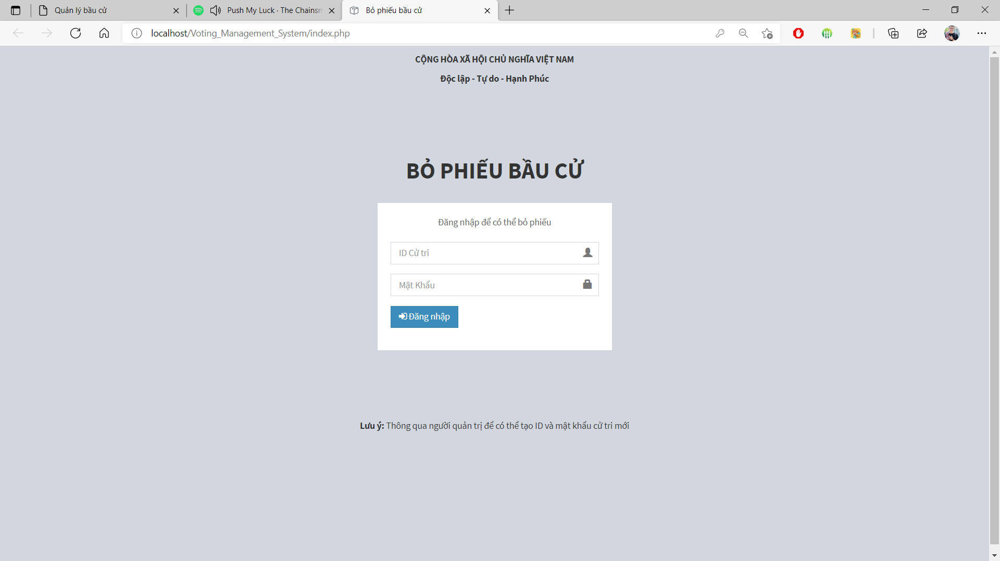 Quản lý bầu cử
Push My Luck · The Chainsm
Bỏ phiếu bầu cử
localhost/Voting_Management_System/index.php
CỘNG HÒA XÃ HỘI CHỦ NGHĨA VIỆT NAM
Độc lập - Tự do - Hạnh Phúc
BỎ PHIẾU BẦU CỬ
Đăng nhập để có thể bỏ phiếu
ID Cử tri
Mật Khẩu
Đăng nhập
Lưu ý: Thông qua người quản trị để có thể tạo ID và mật khẩu cử tri mới